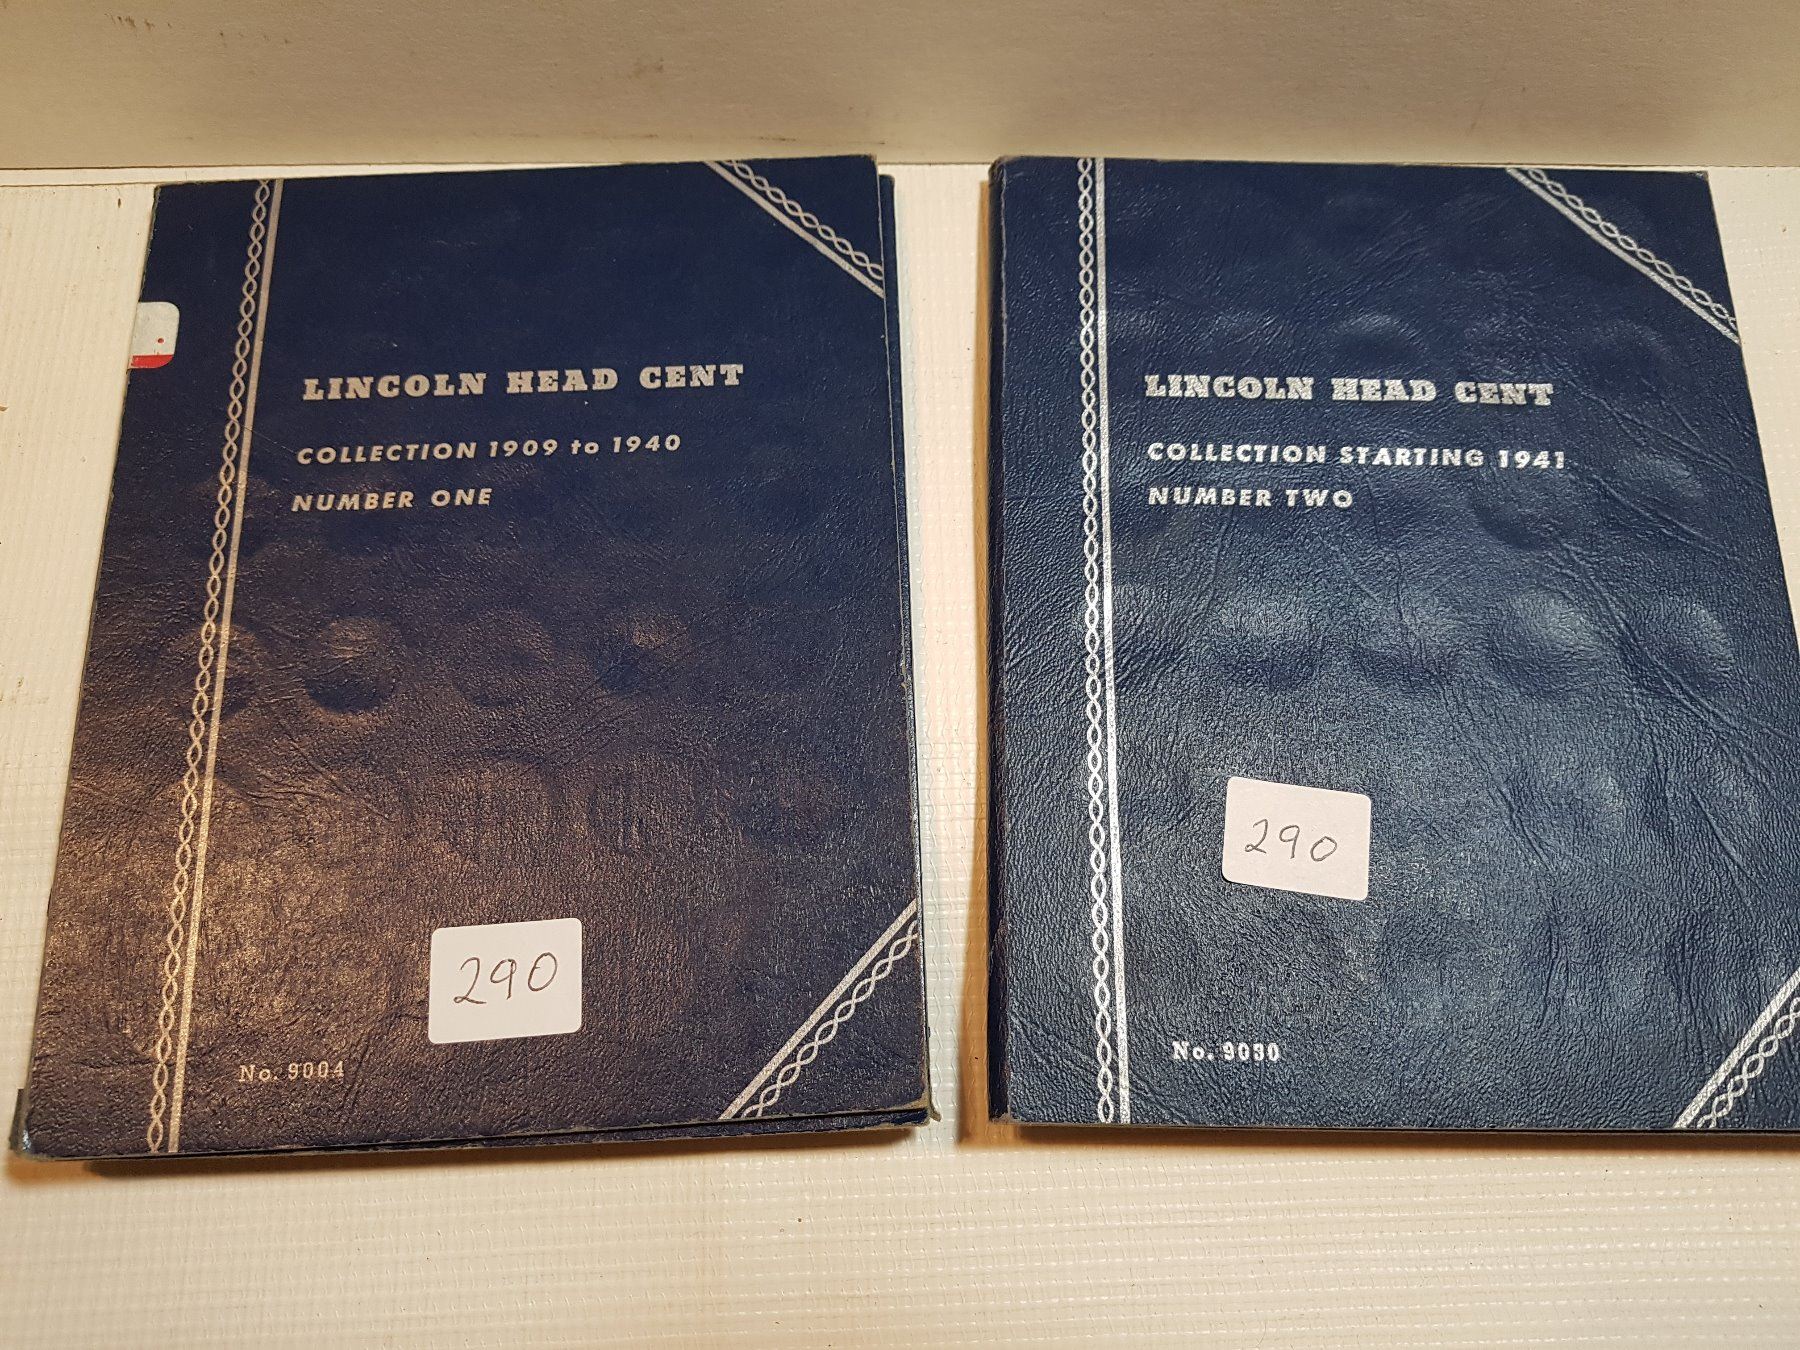 LINCOLN HEAD CENT
COLLECTION 1909 to 1940
NUMBER ONE
290
No. 9004
LINCOLN HEAD CENT
COLLECTION STARTING 1941
NUMBER TWO
290
No. 9030